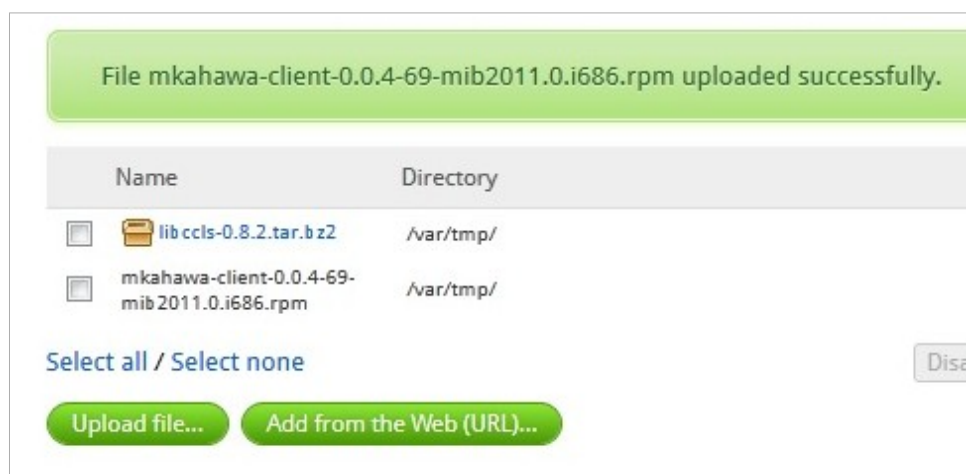 File mkahawa-client-0.0.4-69-mib2011.0.i686.rpm uploaded successfully.
Name Directory
libccls-0.8.2.tar.bz2 /var/tmp/
mkahawa-client-0.0.4-69-
mib2011.0.i686.rpm /var/tmp/
Select all / Select none
Disa
Upload file... Add from the Web (URL)...